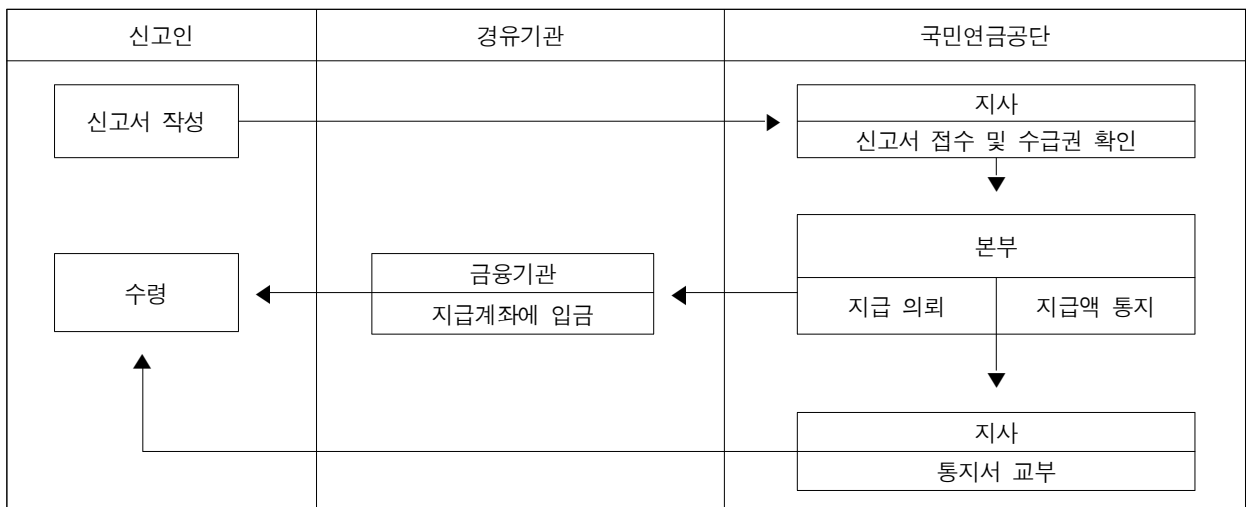 신고인
경유기관
국민연금공단
신고서 작성
지사
신고서 접수 및 수급권 확인
본부
지급 의뢰
지급액 통지
금융기관
지급계좌에 입금
수령
지사
통지서 교부